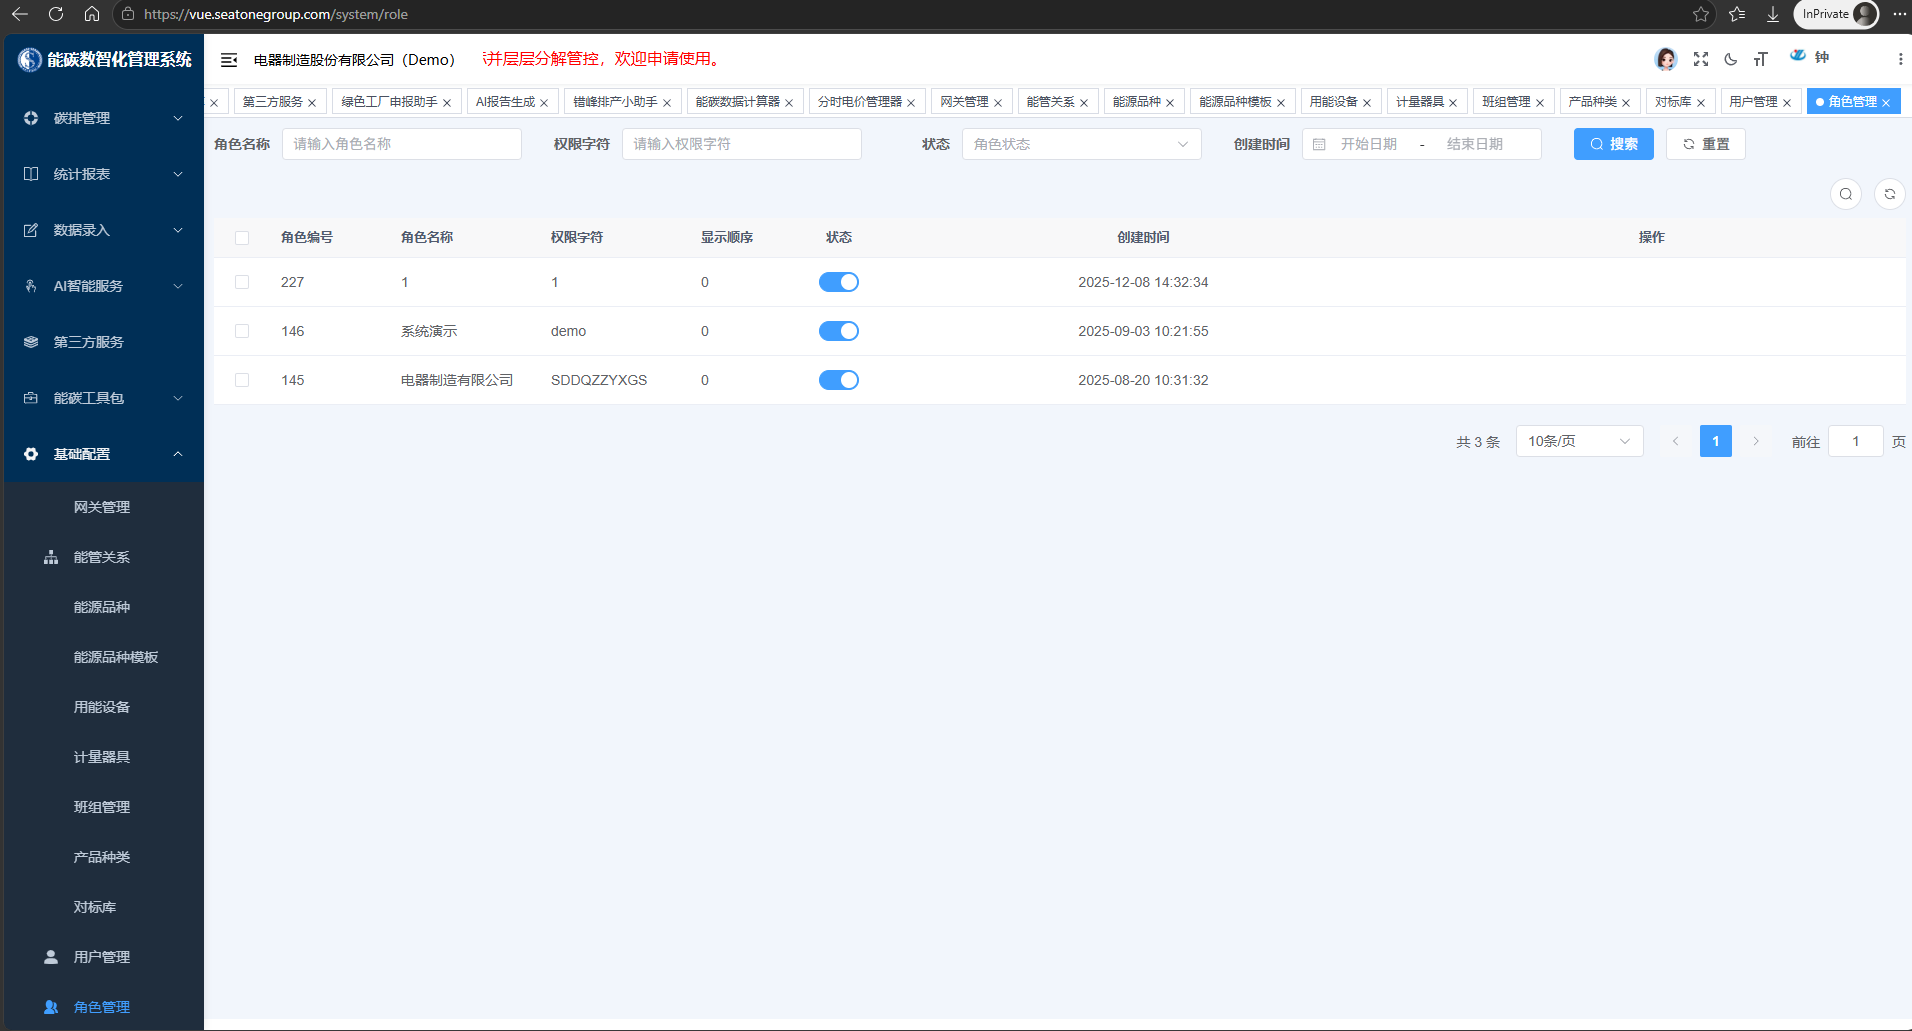 https://vue.seatonegroup.com/system/role
InPrivate
能碳数智化管理系统
电器制造股份有限公司（Demo）
并层层分解管控，欢迎申请使用。
钟
第三方服务
绿色工厂申报助手
AI报告生成
错峰排产小助手
能碳数据计算器
分时电价管理器
网关管理
能管关系
能源品种
能源品种模板
用能设备
计量器具
班组管理
产品种类
对标库
用户管理
角色管理
碳排管理
统计报表
数据录入
AI智能服务
第三方服务
能碳工具包
基础配置
网关管理
能管关系
能源品种
能源品种模板
用能设备
计量器具
班组管理
产品种类
对标库
用户管理
角色管理
角色名称 请输入角色名称 权限字符 请输入权限字符 状态 角色状态 创建时间 开始日期 - 结束日期 搜索 重置
角色编号 角色名称 权限字符 显示顺序 状态 创建时间 操作
227 1 1 0 2025-12-08 14:32:34
146 系统演示 demo 0 2025-09-03 10:21:55
145 电器制造有限公司 SDDQZZYXGS 0 2025-08-20 10:31:32
共 3 条 10条/页 1 前往 1 页